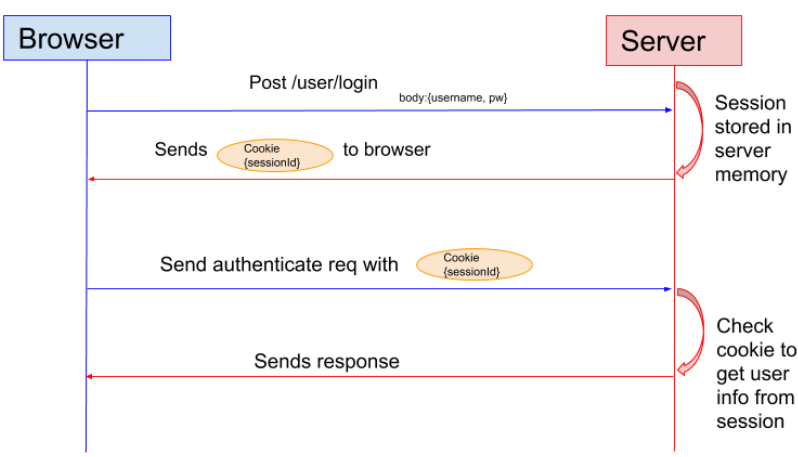 Browser
Server
Post /user/login
body:{username, pw}
Session
stored in
server
memory
Sends
Cookie
{sessionId}
to browser
Send authenticate req with
Cookie
{sessionId}
Check
cookie to
get user
info from
session
Sends response